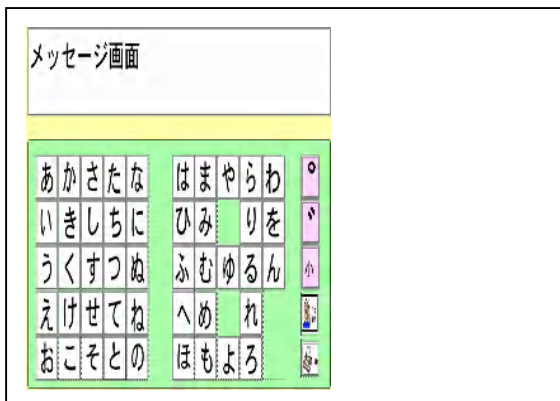 メッセージ画面
あかさたな はまやらわ ゜
いきしちに ひみ りを ゛
うくすつぬ ふむゆるん 小
えけせてね へめ れ
おこそとの ほもよろ